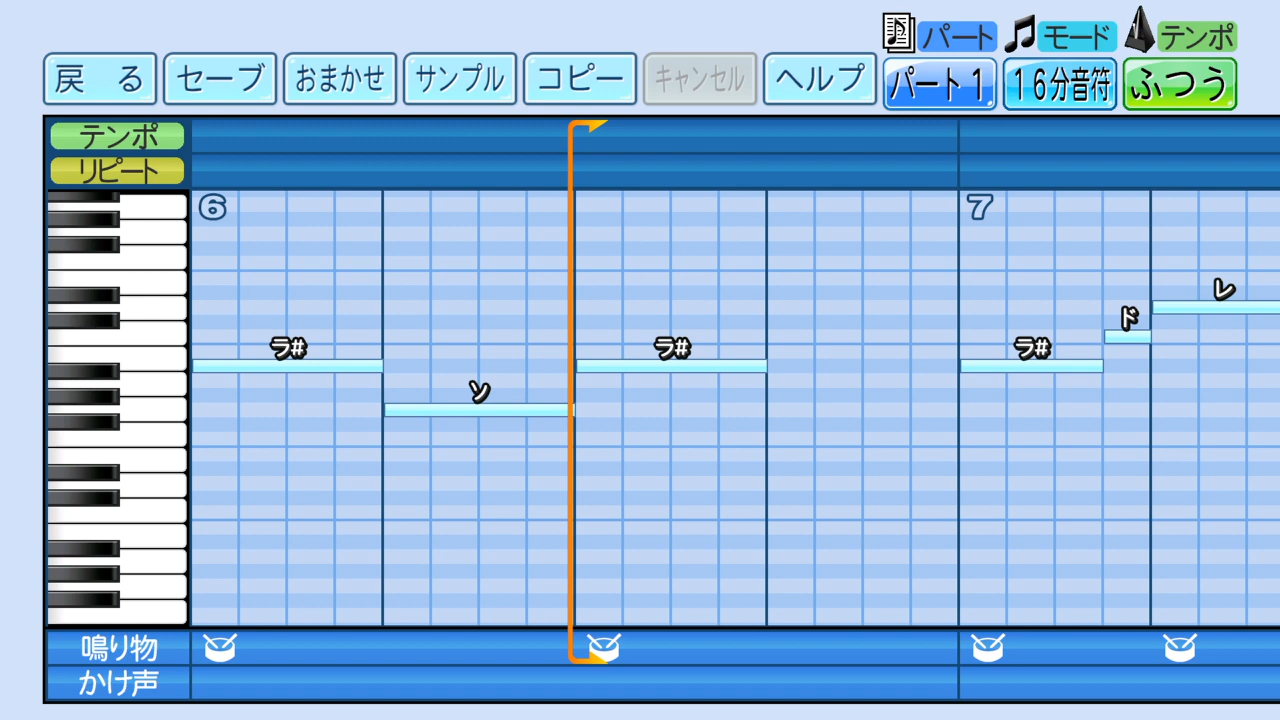 パート モード テンポ
戻 る セーブ おまかせ サンプル コピー キャンセル ヘルプ パート1 16分音符 ふつう
テンポ
リピート
6 7
レ
ド
ラ# ラ# ラ#
ソ
鳴り物
かけ声